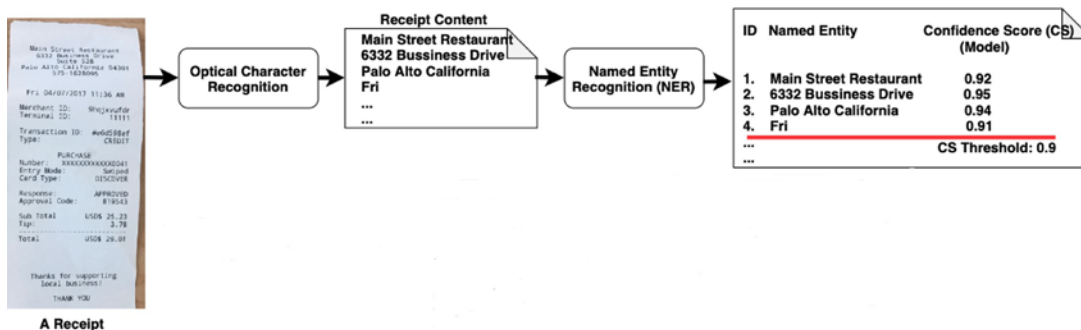 Main Street Restaurant
6332 Bussiness Drive
Suite 528
Palo Alto California 94301
575-1628095
Fri 04/07/2017 11:36 AM
Merchant ID: 9hqjxvufdr
Terminal ID: 11111
Transaction ID: #e6d598ef
Type: CREDIT
PURCHASE
Number: XXXXXXXXXXXX0041
Entry Mode: Swiped
Card Type: DISCOVER
Response: APPROVED
Approval Code: 819543
Sub Total USD$ 25.23
Tip: 3.78
Total USD$ 29.01
Thanks for supporting
local business!
THANK YOU
A Receipt
Optical Character
Recognition
Receipt Content
Main Street Restaurant
6332 Bussiness Drive
Palo Alto California
Fri
...
...
Named Entity
Recognition (NER)
ID Named Entity Confidence Score (CS)
(Model)
1. Main Street Restaurant 0.92
2. 6332 Bussiness Drive 0.95
3. Palo Alto California 0.94
4. Fri 0.91
... CS Threshold: 0.9
...